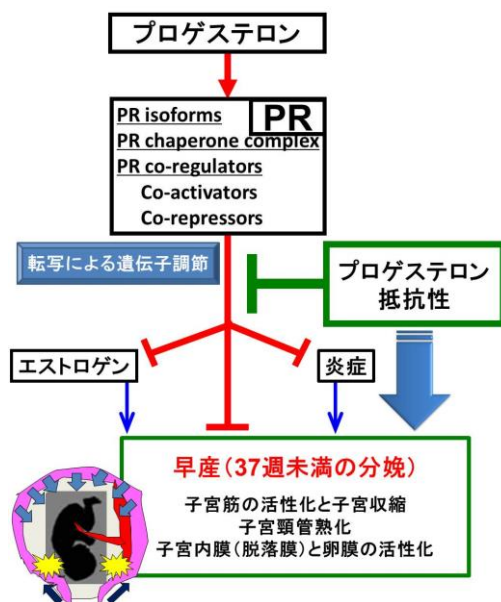 プロゲステロン
PR
PR isoforms
PR chaperone complex
PR co-regulators
Co-activators
Co-repressors
転写による遺伝子調節
プロゲステロン
抵抗性
エストロゲン
炎症
早産(37週未満の分娩)
子宮筋の活性化と子宮収縮
子宮頸管熟化
子宮内膜(脱落膜)と卵膜の活性化